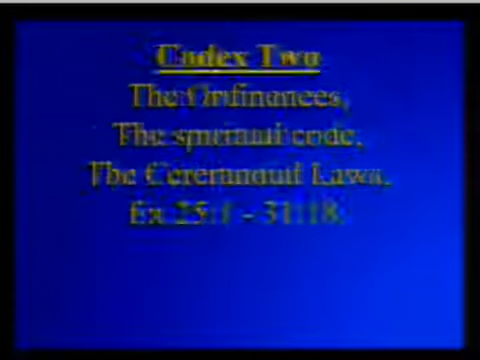 Codex Two
The Ordinances,
The spiritual code,
The Ceremonial Laws,
Ex 25:1 - 31:18.